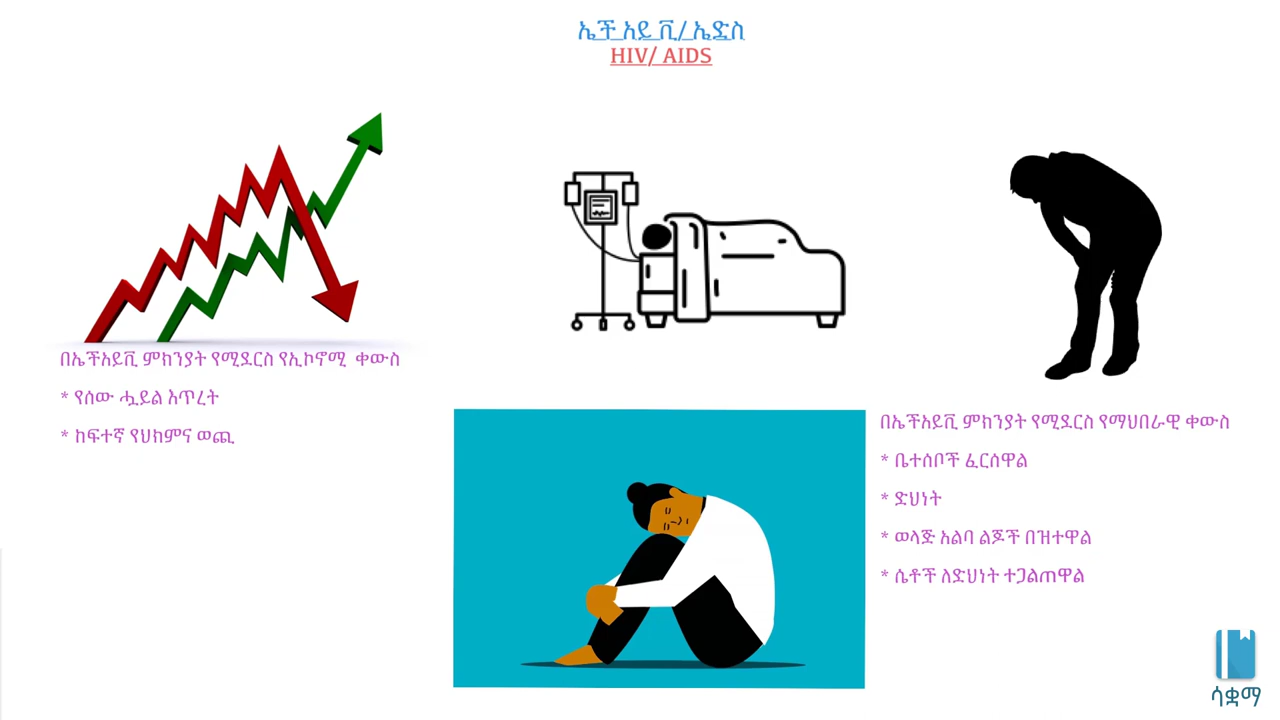 ኤች አይ ቪ/ ኤድስ
HIV/ AIDS
በኤችአይቪ ምክንያት የሚደርስ የኢኮኖሚ ቀውስ
* የሰው ሗይል እጥረት
* ከፍተኛ የህክምና ወጪ
በኤችአይቪ ምክንያት የሚደርስ የማህበራዊ ቀውስ
* ቤተሰቦች ፈርሰዋል
* ድህነት
* ወላጅ አልባ ልጆች በዝተዋል
* ሴቶች ለድህነት ተጋልጠዋል
ሳቋማ